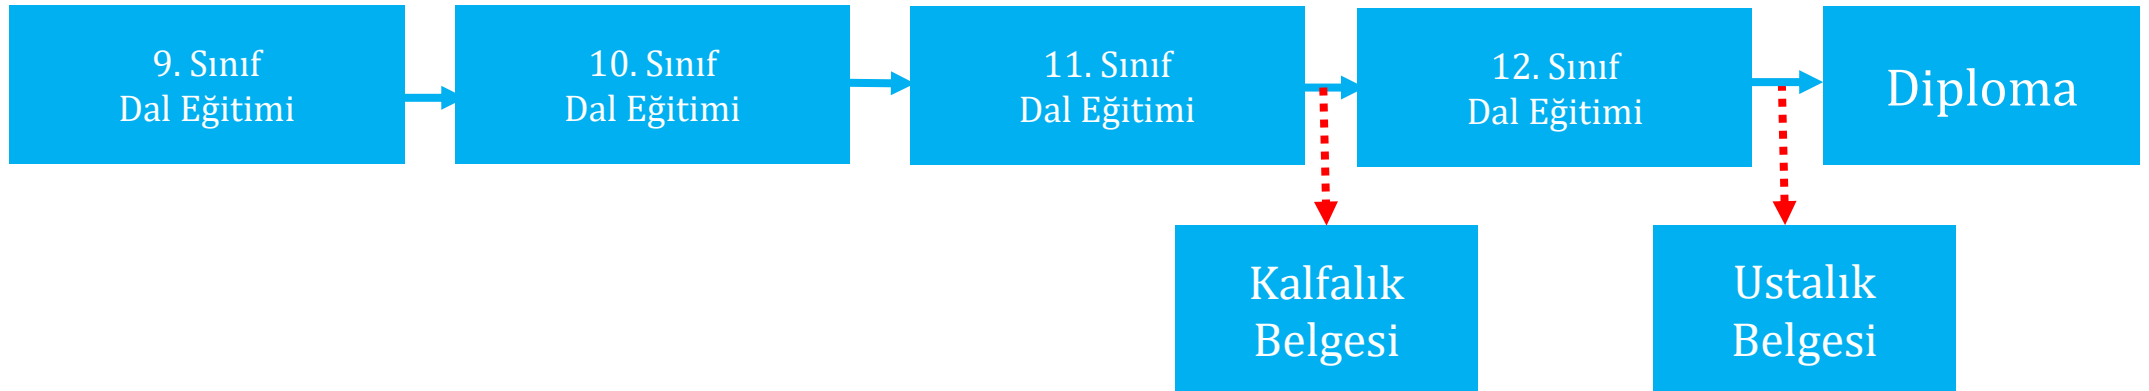 9. Sınıf
Dal Eğitimi
10. Sınıf
Dal Eğitimi
11. Sınıf
Dal Eğitimi
12. Sınıf
Dal Eğitimi
Diploma
Kalfalık
Belgesi
Ustalık
Belgesi